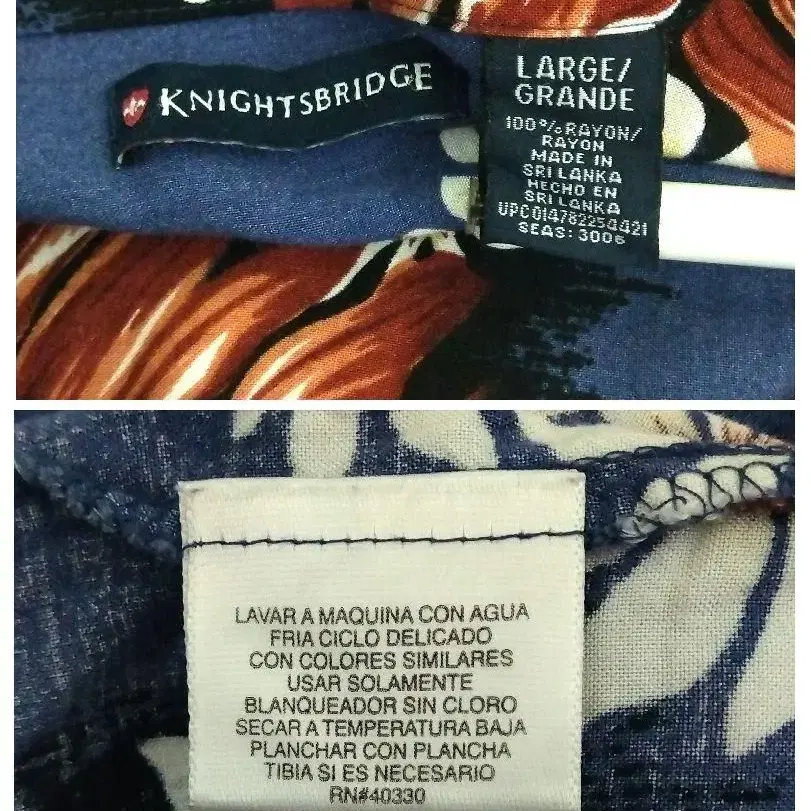 KNIGHTSBRIDGE
LARGE/
GRANDE
100% RAYON/
RAYON
MADE IN
SRI LANKA
HECHO EN
SRI LANKA
UPC014782254421
SEAS: 3006
LAVAR A MAQUINA CON AGUA
FRIA CICLO DELICADO
CON COLORES SIMILARES
USAR SOLAMENTE
BLANQUEADOR SIN CLORO
SECAR A TEMPERATURA BAJA
PLANCHAR CON PLANCHA
TIBIA SI ES NECESARIO
RN#40330